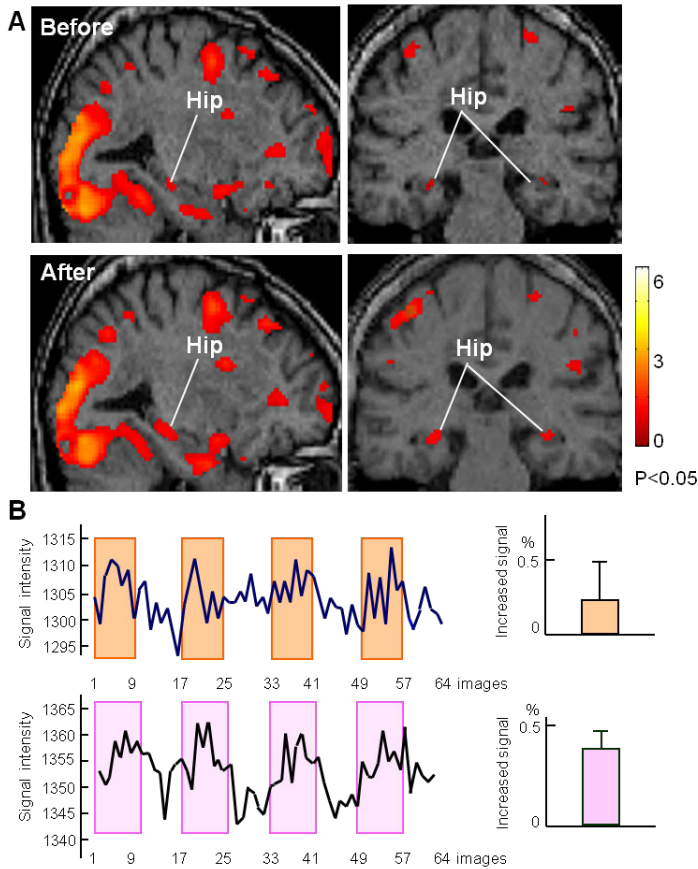 A
Before
Hip
Hip
After
Hip
Hip
6
3
0
P<0.05
B
Signal intensity
1315
1310
1305
1300
1295
1 9 17 25 33 41 49 57 64 images
Increased signal
%
0.5
0
Signal intensity
1365
1360
1355
1350
1345
1340
1 9 17 25 33 41 49 57 64 images
Increased signal
%
0.5
0